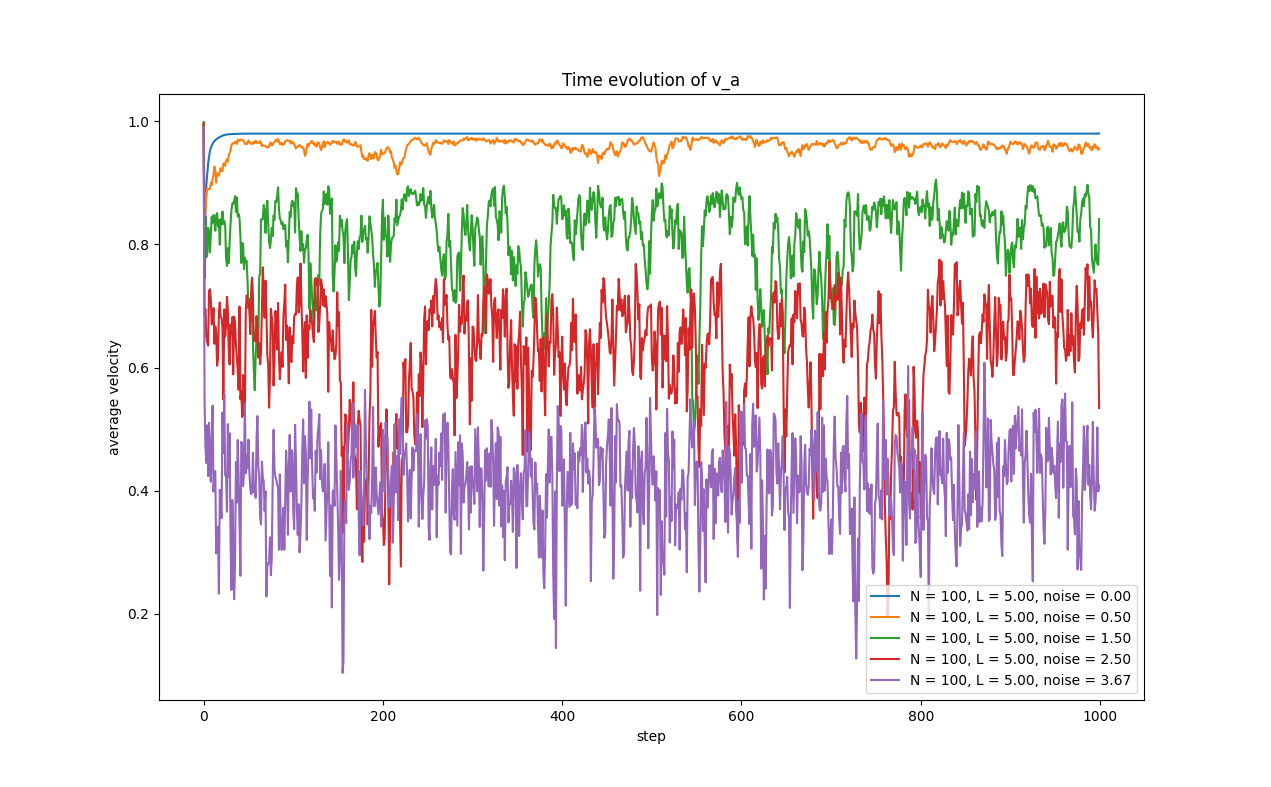 Time evolution of v_a
average velocity
1.0
0.8
0.6
0.4
0.2
0
200
400
600
800
1000
step
N = 100, L = 5.00, noise = 0.00
N = 100, L = 5.00, noise = 0.50
N = 100, L = 5.00, noise = 1.50
N = 100, L = 5.00, noise = 2.50
N = 100, L = 5.00, noise = 3.67